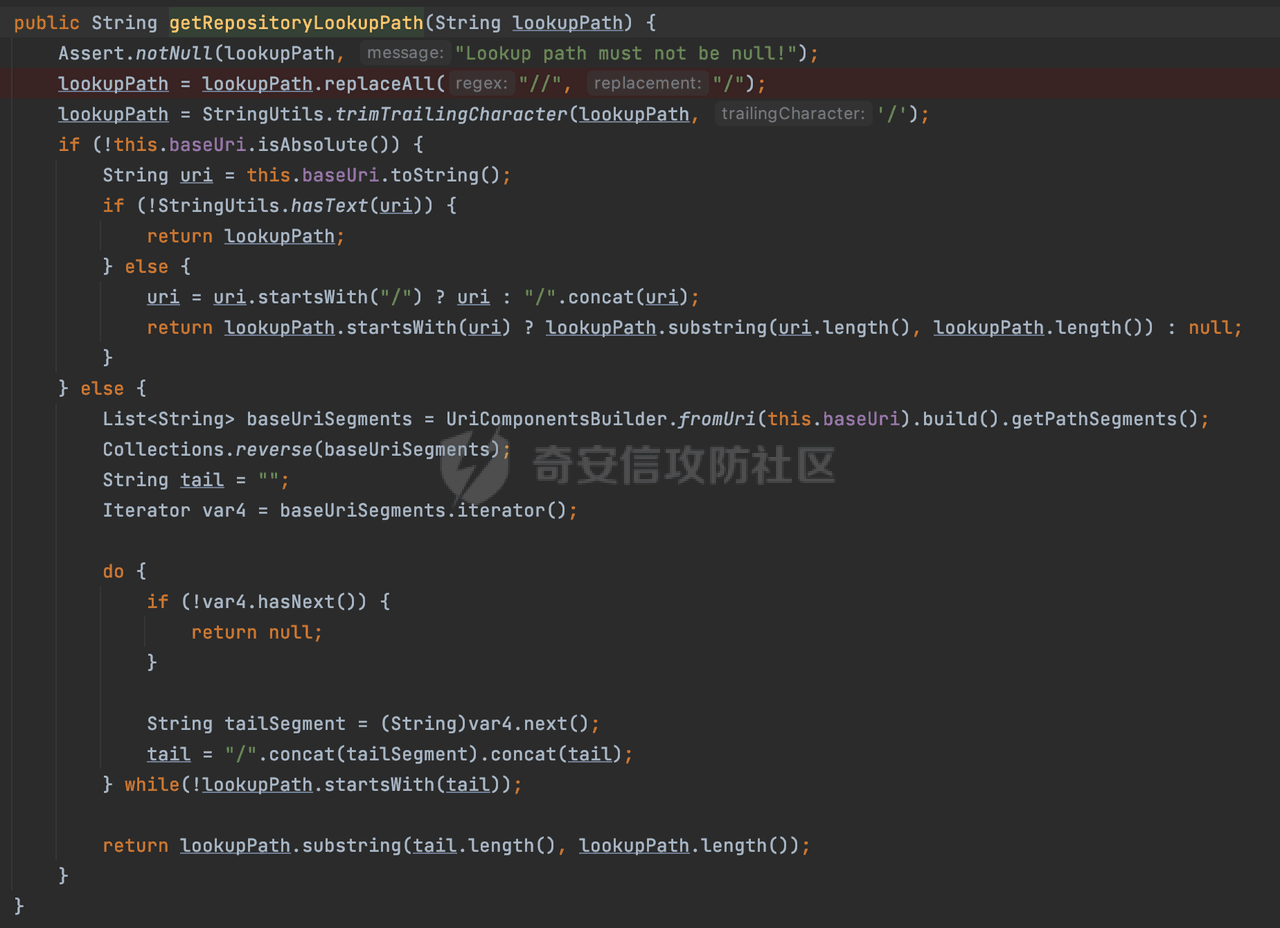 public String getRepositoryLookupPath(String lookupPath) {
    Assert.notNull(lookupPath, message: "Lookup path must not be null!");
    lookupPath = lookupPath.replaceAll( regex: "//", replacement: "/");
    lookupPath = StringUtils.trimTrailingCharacter(lookupPath, trailingCharacter: '/');
    if (!this.baseUri.isAbsolute()) {
        String uri = this.baseUri.toString();
        if (!StringUtils.hasText(uri)) {
            return lookupPath;
        } else {
            uri = uri.startsWith("/") ? uri : "/".concat(uri);
            return lookupPath.startsWith(uri) ? lookupPath.substring(uri.length(), lookupPath.length()) : null;
        }
    } else {
        List<String> baseUriSegments = UriComponentsBuilder.fromUri(this.baseUri).build().getPathSegments();
        Collections.reverse(baseUriSegments);
奇安信攻防社区
        String tail = "";
        Iterator var4 = baseUriSegments.iterator();
        do {
            if (!var4.hasNext()) {
                return null;
            }
            String tailSegment = (String)var4.next();
            tail = "/".concat(tailSegment).concat(tail);
        } while(!lookupPath.startsWith(tail));
        return lookupPath.substring(tail.length(), lookupPath.length());
    }
}